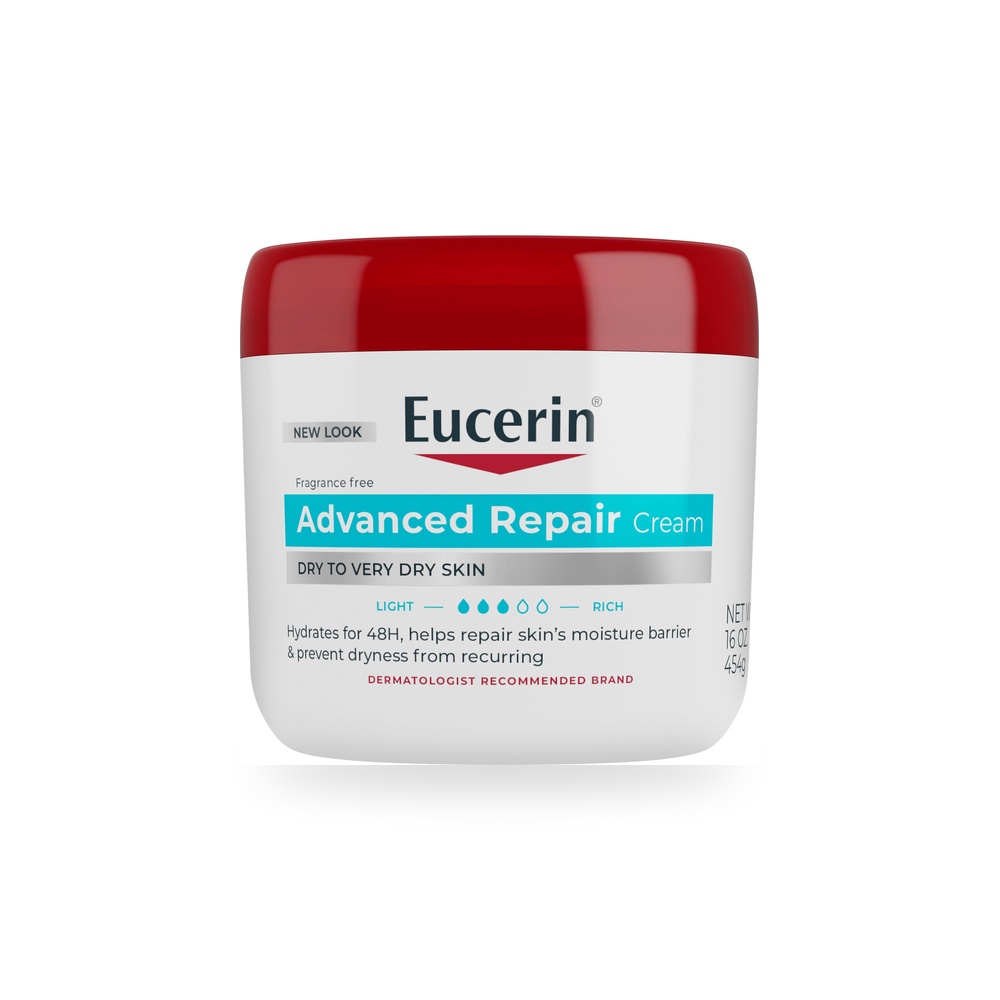 Eucerin®
NEW LOOK
Fragrance free
Advanced Repair Cream
DRY TO VERY DRY SKIN
LIGHT — — RICH
Hydrates for 48H, helps repair skin's moisture barrier
& prevent dryness from recurring
DERMATOLOGIST RECOMMENDED BRAND
NET
16 OZ
454g